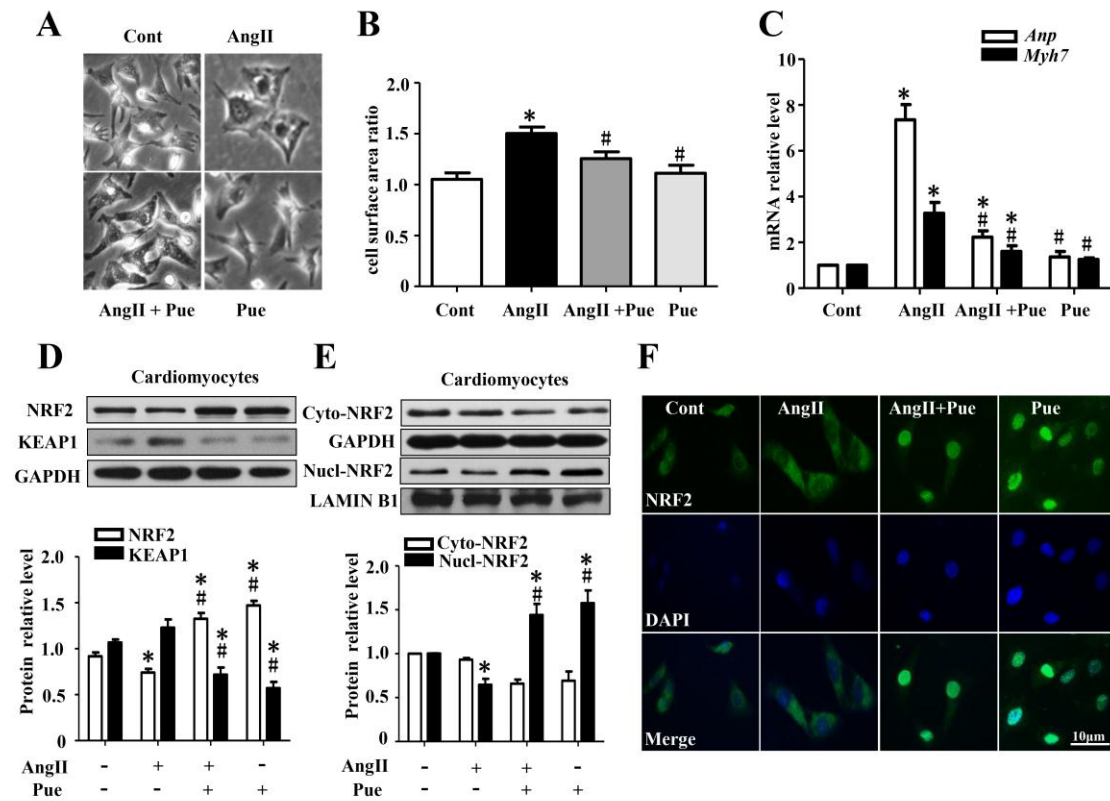 A
Cont
AngII
AngII + Pue
Pue
B
cell surface area ratio
2.0
1.5
1.0
1.5
0.0
*
#
#
Cont
AngII
AngII +Pue
Pue
C
Anp
Myh7
mRNA relative level
10
8
6
4
2
0
*
*
*
#
*
#
#
#
Cont
AngII
AngII +Pue
Pue
D
Cardiomyocytes
NRF2
KEAP1
GAPDH
NRF2
KEAP1
Protein relative level
2.0
1.5
1.0
0.5
0
*
*
#
*
#
*
#
*
#
AngII - + + -
Pue - - + +
E
Cardiomyocytes
Cyto-NRF2
GAPDH
Nucl-NRF2
LAMIN B1
Cyto-NRF2
Nucl-NRF2
Protein relative level
2.0
1.5
1.0
0.5
0
*
*
#
*
#
AngII - + + -
Pue - - + +
F
Cont
AngII
AngII+Pue
Pue
NRF2
DAPI
Merge
10μm